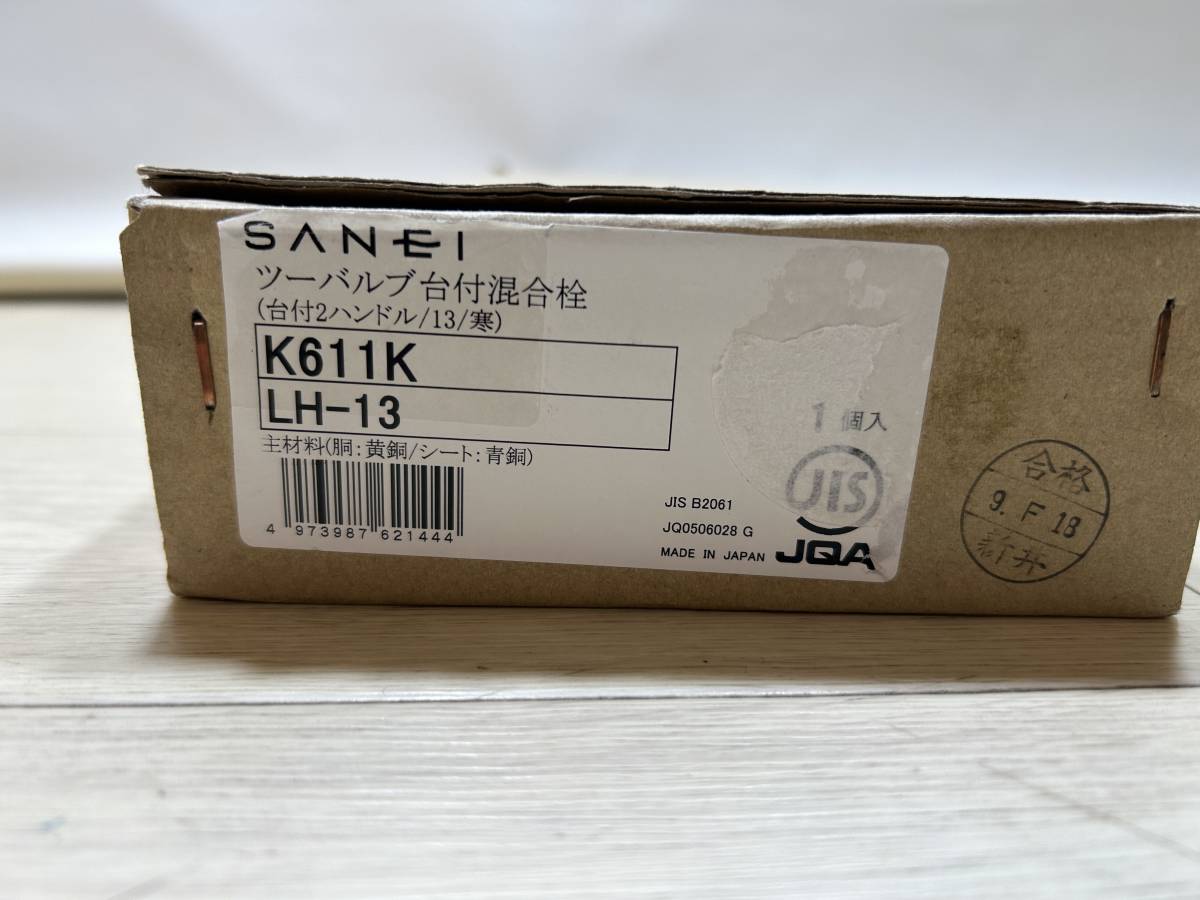 SANEI
ツーバルブ台付混合栓
(台付2ハンドル/13/寒)
K611K
LH-13
主材料(胴:黄銅/シート:青銅)
4 973987 621444
1個入
JIS
JIS B2061
JQ0506028 G
MADE IN JAPAN
JQA
合格
9. F 18